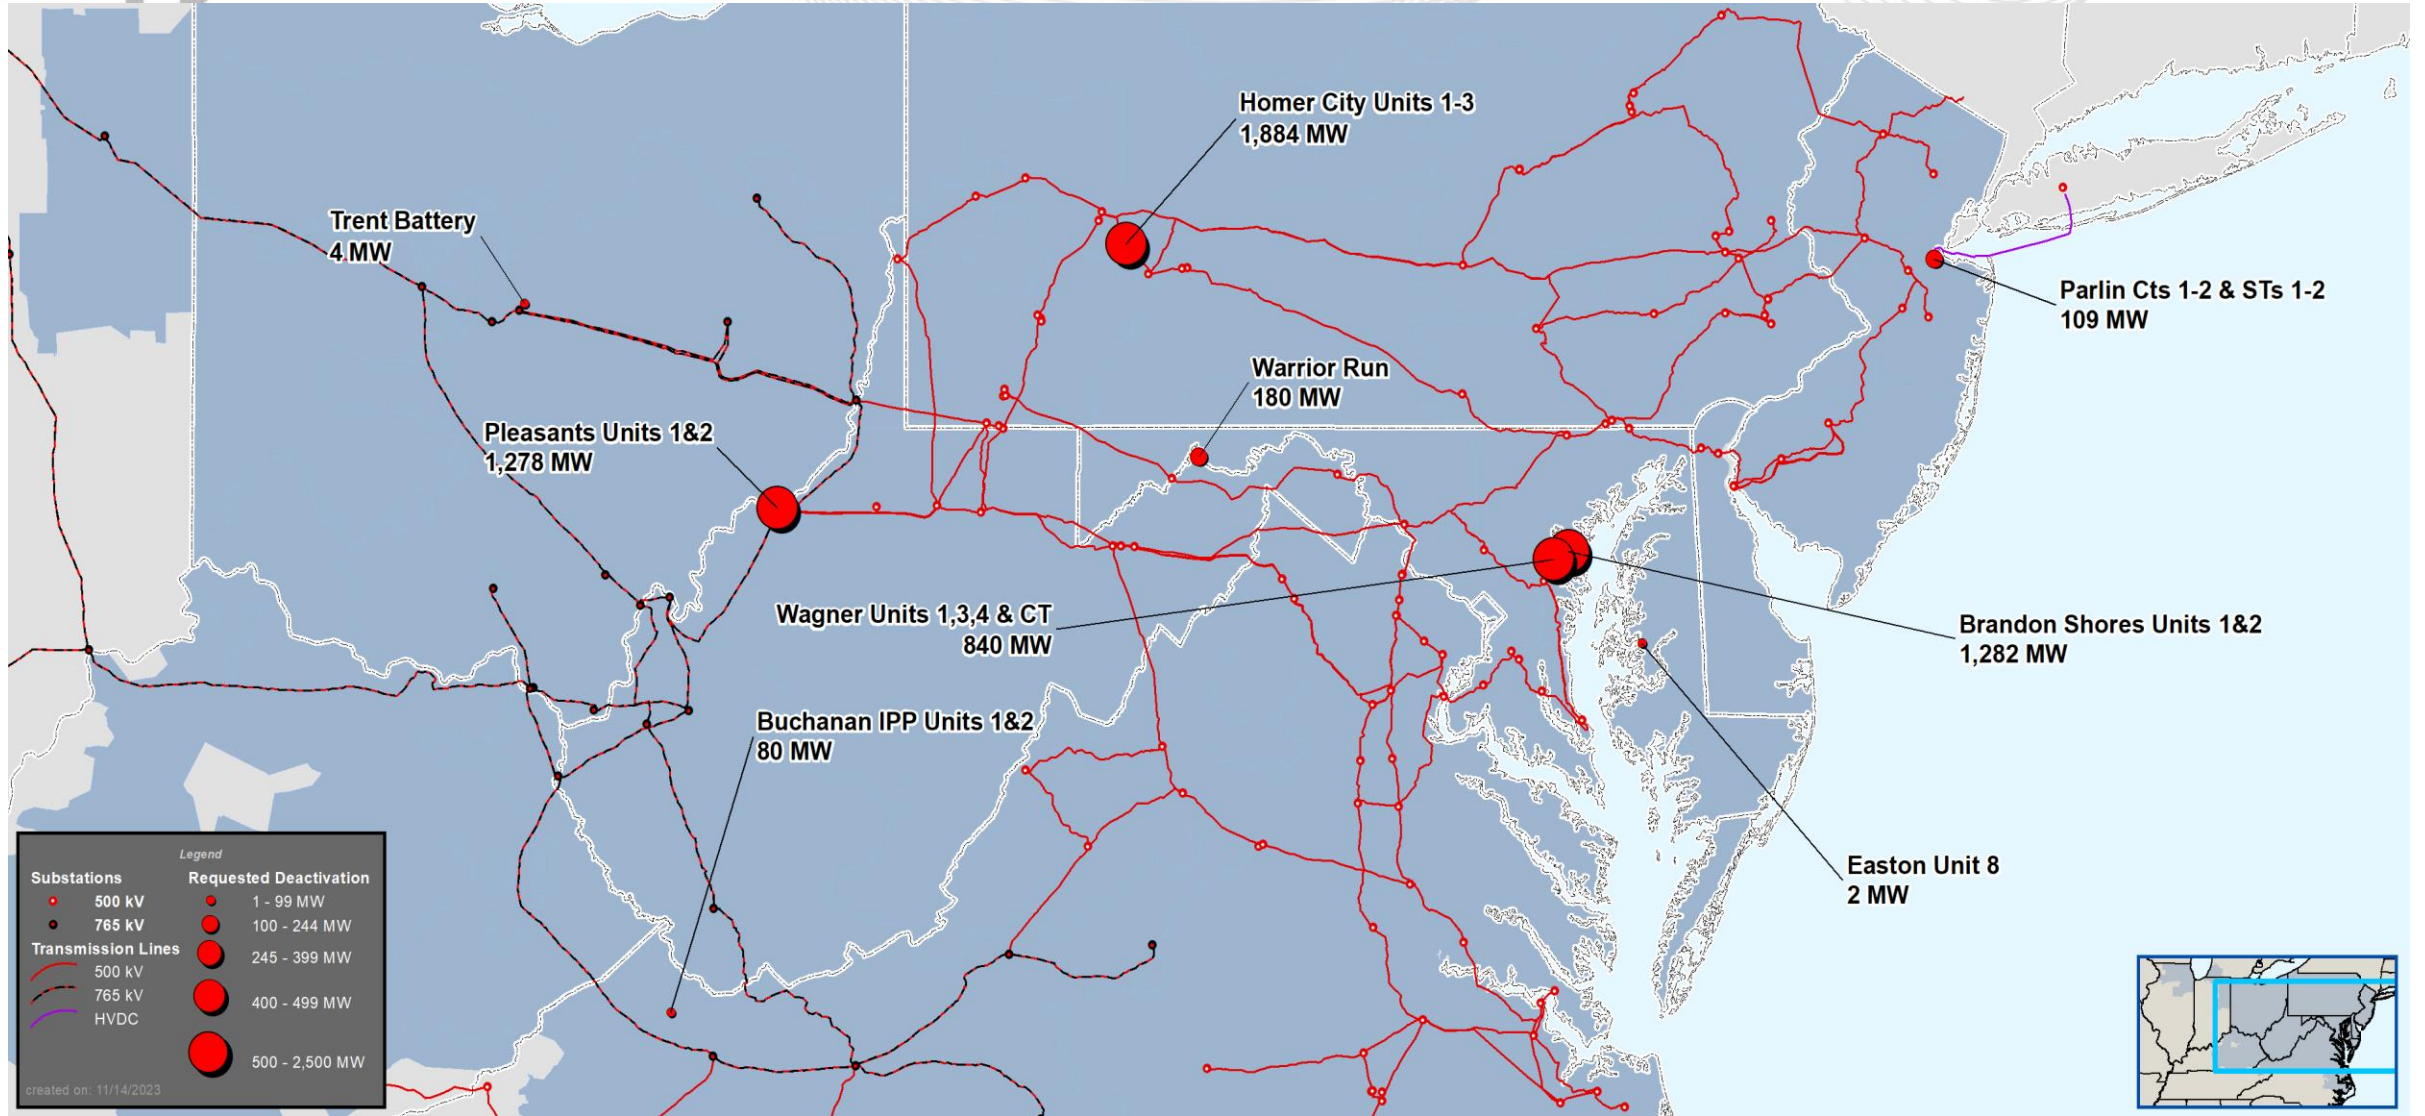 Homer City Units 1-3
1,884 MW
Trent Battery
4 MW
Parlin Cts 1-2 & STs 1-2
109 MW
Warrior Run
180 MW
Pleasants Units 1&2
1,278 MW
Wagner Units 1,3,4 & CT
840 MW
Brandon Shores Units 1&2
1,282 MW
Buchanan IPP Units 1&2
80 MW
Easton Unit 8
2 MW
Legend
Substations
500 kV
765 kV
Transmission Lines
500 kV
765 kV
HVDC
Requested Deactivation
1 - 99 MW
100 - 244 MW
245 - 399 MW
400 - 499 MW
500 - 2,500 MW
created on: 11/14/2023